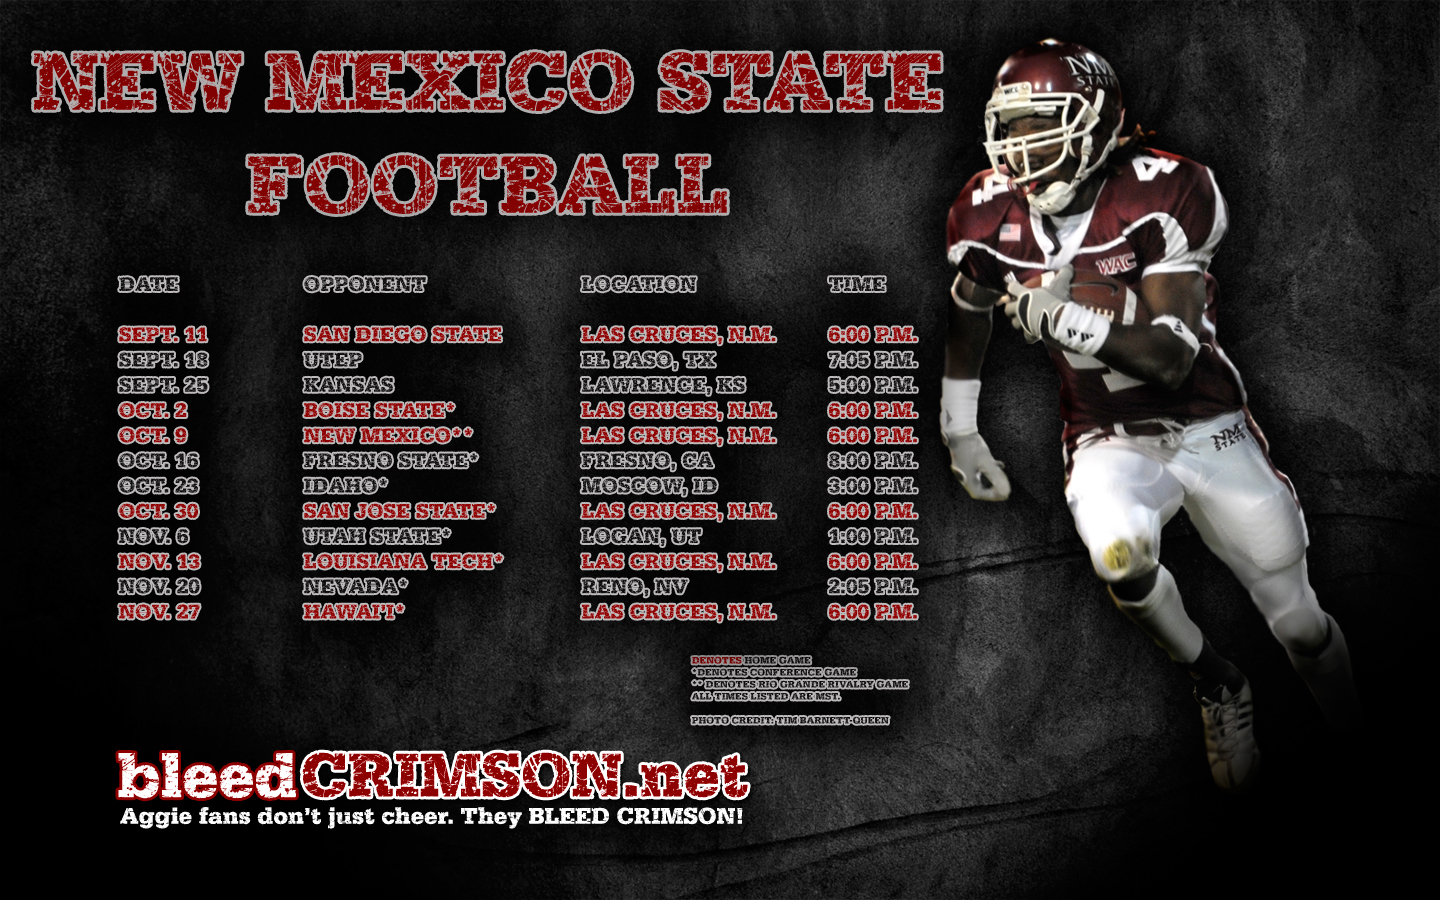 NEW MEXICO STATE
FOOTBALL
DATE OPPONENT LOCATION TIME
SEPT. 11 SAN DIEGO STATE LAS CRUCES, N.M. 6:00 P.M.
SEPT. 18 UTEP EL PASO, TX 7:05 P.M.
SEPT. 25 KANSAS LAWRENCE, KS 5:00 P.M.
OCT. 2 BOISE STATE* LAS CRUCES, N.M. 6:00 P.M.
OCT. 9 NEW MEXICO** LAS CRUCES, N.M. 6:00 P.M.
OCT. 16 FRESNO STATE* FRESNO, CA 8:00 P.M.
OCT. 23 IDAHO* MOSCOW, ID 3:00 P.M.
OCT. 30 SAN JOSE STATE* LAS CRUCES, N.M. 6:00 P.M.
NOV. 6 UTAH STATE* LOGAN, UT 1:00 P.M.
NOV. 13 LOUISIANA TECH* LAS CRUCES, N.M. 6:00 P.M.
NOV. 20 NEVADA* RENO, NV 2:05 P.M.
NOV. 27 HAWAI'I* LAS CRUCES, N.M. 6:00 P.M.
DENOTES HOME GAME
*DENOTES CONFERENCE GAME
** DENOTES RIO GRANDE RIVALRY GAME
ALL TIMES LISTED ARE MST.
PHOTO CREDIT: TIM BARNETT-QUEEN
bleedCRIMSON.net
Aggie fans don't just cheer. They BLEED CRIMSON!
NM
STATE
4
4
WAC
NM
STATE